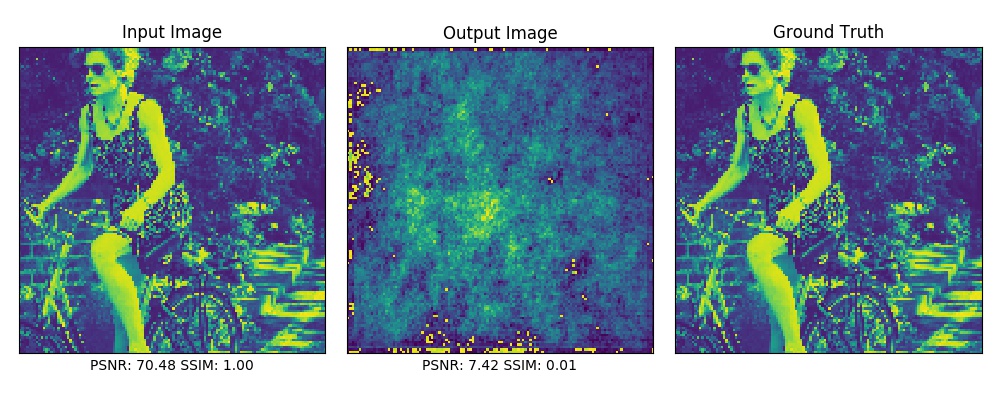 Input Image
Output Image
Ground Truth
PSNR: 70.48 SSIM: 1.00
PSNR: 7.42 SSIM: 0.01